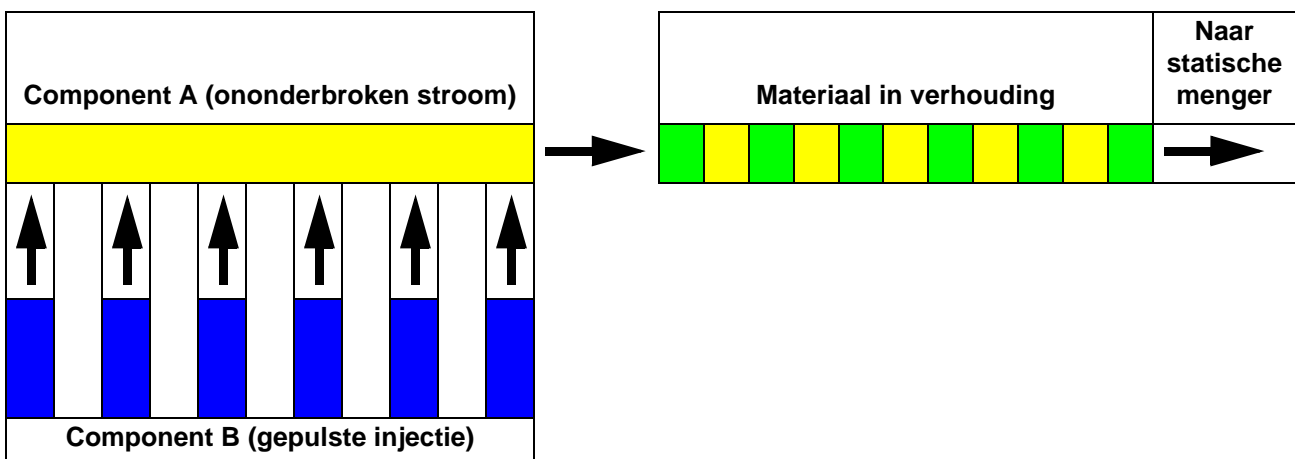 Component A (ononderbroken stroom)
Component B (gepulste injectie)
Materiaal in verhouding
Naar
statische
menger